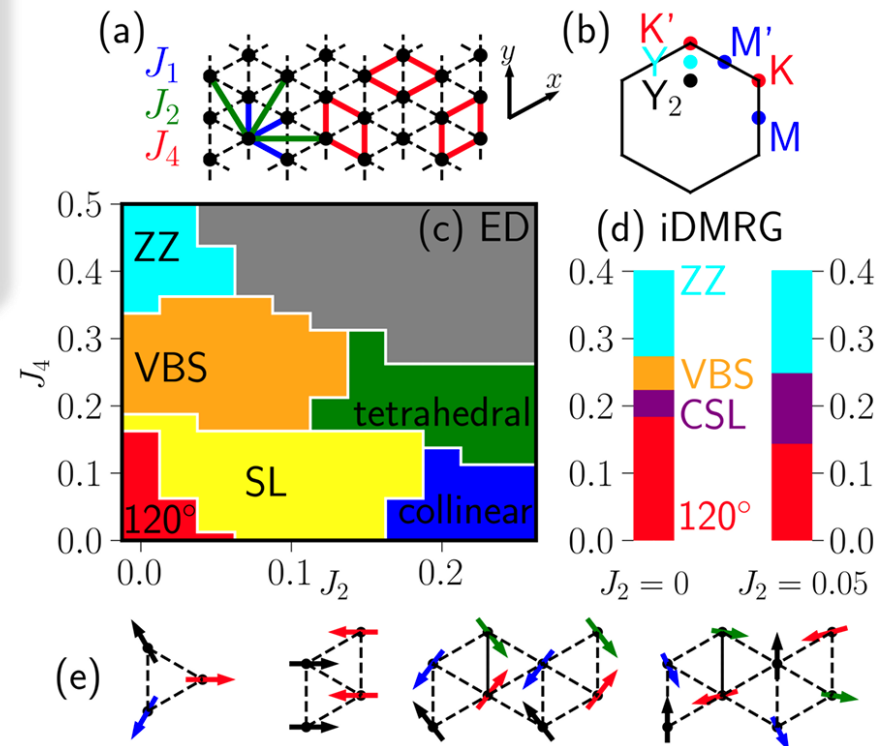 (a)
J₁
J₂
J₄
y
x
(b)
K'
Y
Y₂
M'
K
M
(c) ED
0.5
0.4
0.3
0.2
0.1
0.0
J₄
ZZ
VBS
tetrahedral
SL
120°
collinear
0.0
0.1
J₂
0.2
(d) iDMRG
0.4
0.3
0.2
0.1
0.0
ZZ
VBS
CSL
120°
0.4
0.3
0.2
0.1
0.0
J₂ = 0
J₂ = 0.05
(e)